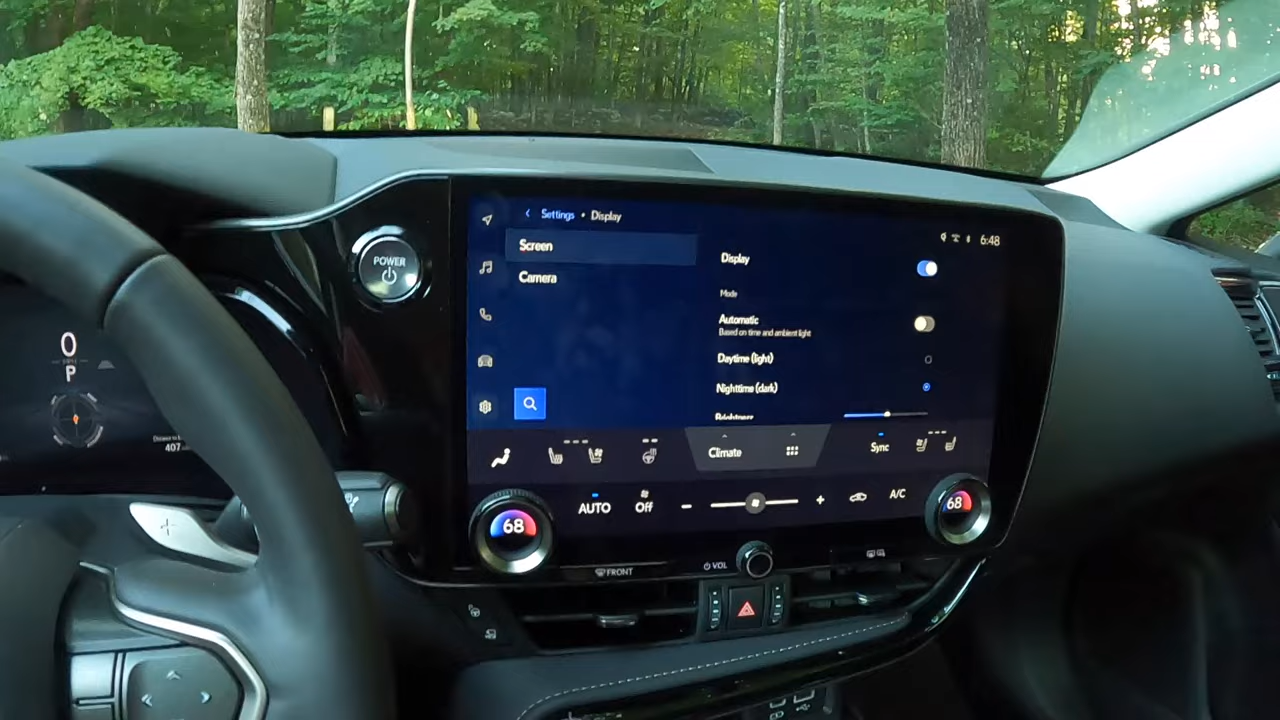 Settings • Display
6:48
POWER
Screen
Display
Camera
Mode
Automatic
Based on time and ambient light
0
P
Daytime (light)
Nighttime (dark)
Brightness
407
Climate
Sync
AUTO
Off
A/C
68
68
FRONT
VOL